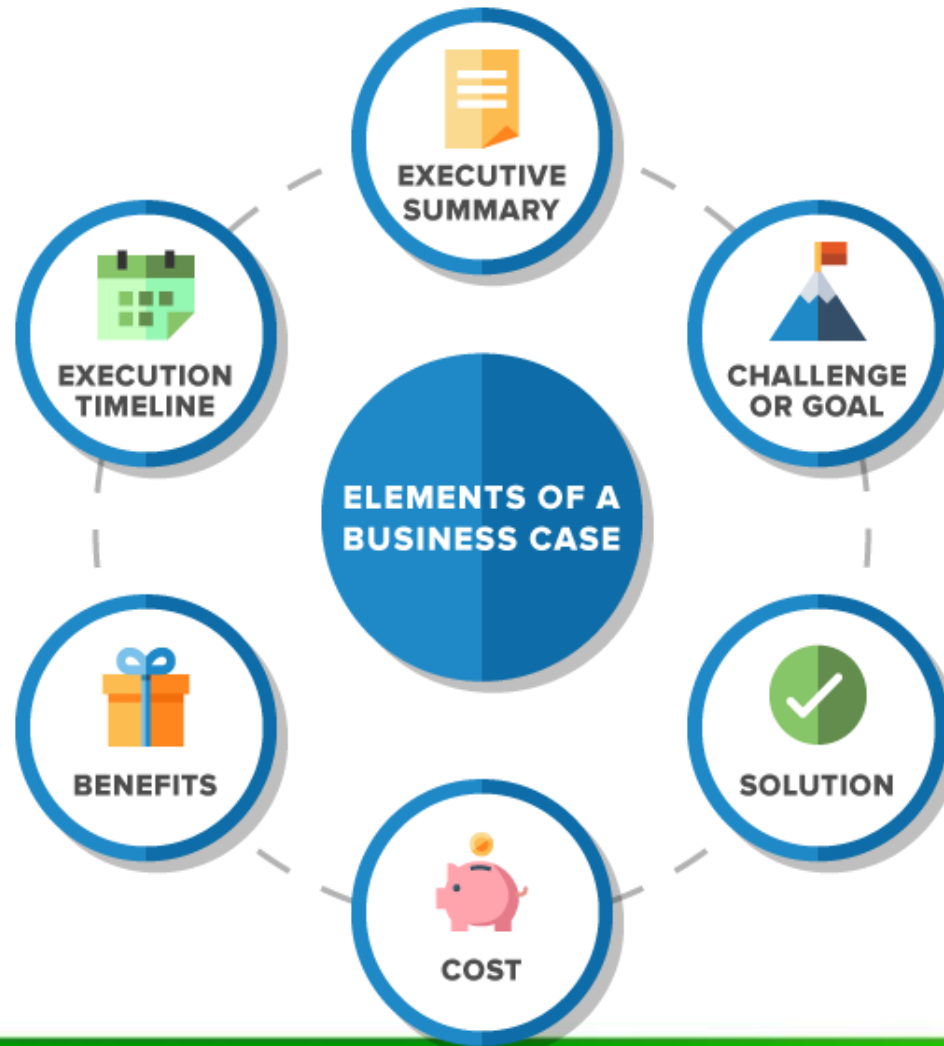 EXECUTIVE
SUMMARY
EXECUTION
TIMELINE
CHALLENGE
OR GOAL
ELEMENTS OF A
BUSINESS CASE
BENEFITS
SOLUTION
COST